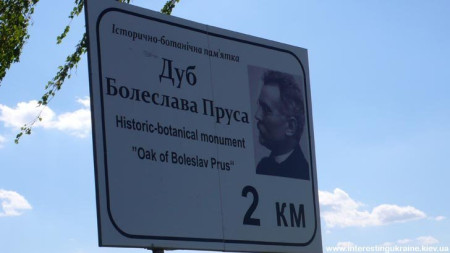 Історично-ботанічна пам'ятка
Дуб
Болеслава Пруса
Historic-botanical monument
"Oak of Boleslav Prus"
2 КМ
www.interestingukraine.kiev.ua